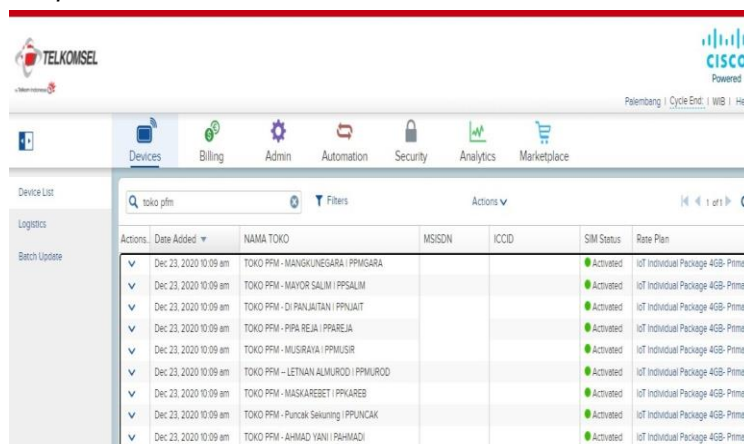 TELKOMSEL
CISCO
Powered
Palembang | Cycle End: | WIB | He
Devices Billing Admin Automation Security Analytics Marketplace
Device List
Logistics
Batch Update
toko pfm Filters Actions 1 of 1
Actions.. Date Added NAMA TOKO MSISDN ICCID SIM Status Rate Plan
Dec 23, 2020 10:09 am TOKO PFM - MANGKUNEGARA | PPMGARA Activated IoT Individual Package 4GB- Prima
Dec 23, 2020 10:09 am TOKO PFM - MAYOR SALIM | PPSALIM Activated IoT Individual Package 4GB- Prima
Dec 23, 2020 10:09 am TOKO PFM - DI PANJAITAN | PPNJAIT Activated IoT Individual Package 4GB- Prima
Dec 23, 2020 10:09 am TOKO PFM - PIPA REJA | PPAREJA Activated IoT Individual Package 4GB- Prima
Dec 23, 2020 10:09 am TOKO PFM - MUSIRAYA | PPMUSIR Activated IoT Individual Package 4GB- Prima
Dec 23, 2020 10:09 am TOKO PFM – LETNAN ALMUROD | PPMUROD Activated IoT Individual Package 4GB- Prima
Dec 23, 2020 10:09 am TOKO PFM - MASKAREBET | PPKAREB Activated IoT Individual Package 4GB- Prima
Dec 23, 2020 10:09 am TOKO PFM - Puncak Sekuning | PPUNCAK Activated IoT Individual Package 4GB- Prima
Dec 23, 2020 10:09 am TOKO PFM - AHMAD YANI | PAHMADI Activated IoT Individual Package 4GB- Prima